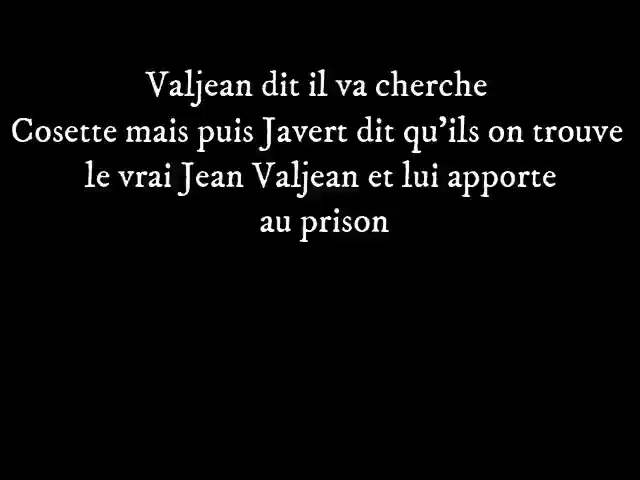 Valjean dit il va cherche
Cosette mais puis Javert dit qu'ils on trouve
le vrai Jean Valjean et lui apporte
au prison